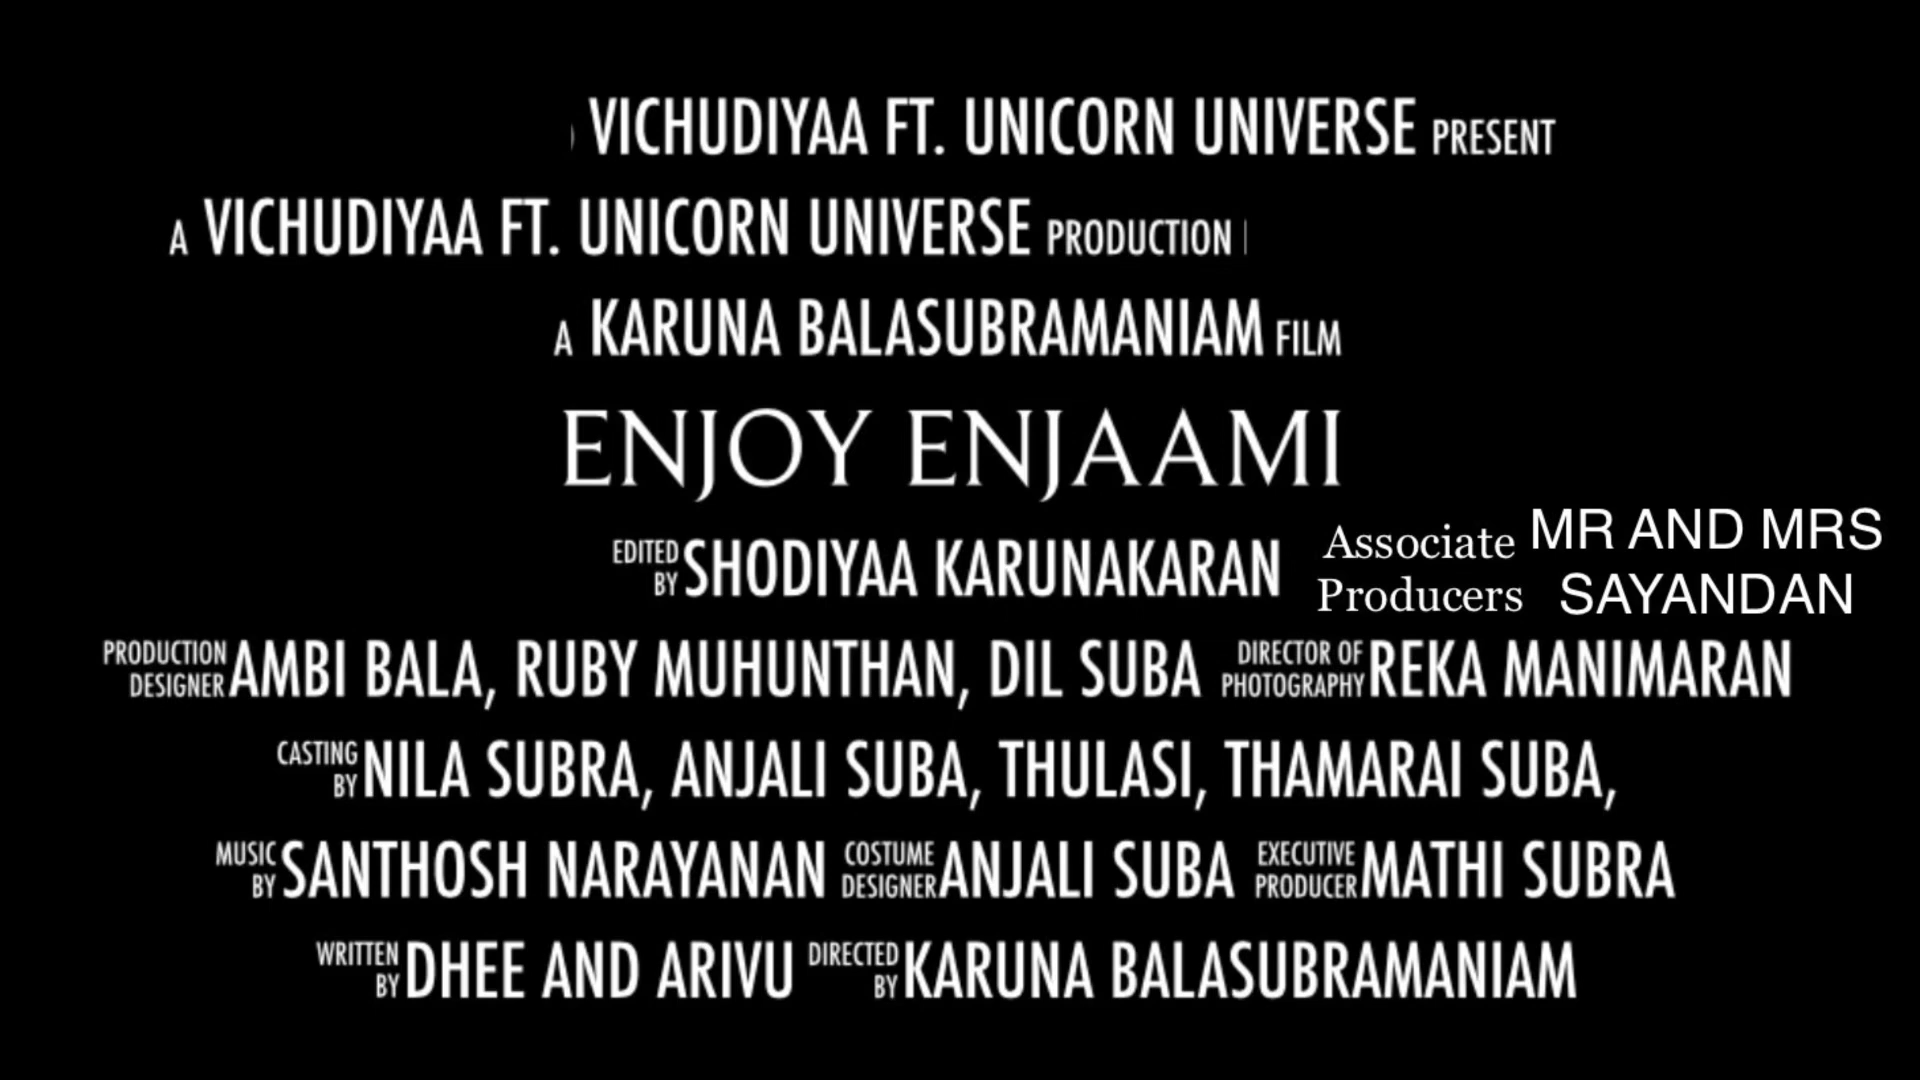 VICHUDIYAA FT. UNICORN UNIVERSE PRESENT
A VICHUDIYAA FT. UNICORN UNIVERSE PRODUCTION
A KARUNA BALASUBRAMANIAM FILM
ENJOY ENJAAMI
EDITED BY SHODIYAA KARUNAKARAN Associate Producers MR AND MRS SAYANDAN
PRODUCTION DESIGNER AMBI BALA, RUBY MUHUNTHAN, DIL SUBA DIRECTOR OF PHOTOGRAPHY REKA MANIMARAN
CASTING BY NILA SUBRA, ANJALI SUBA, THULASI, THAMARAI SUBA,
MUSIC BY SANTHOSH NARAYANAN COSTUME DESIGNER ANJALI SUBA EXECUTIVE PRODUCER MATHI SUBRA
WRITTEN BY DHEE AND ARIVU DIRECTED BY KARUNA BALASUBRAMANIAM